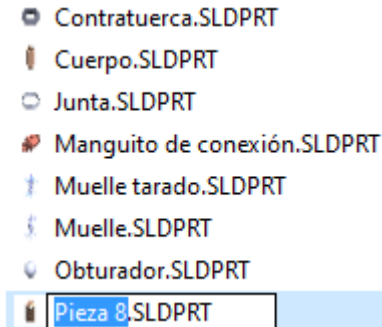 Contratuerca.SLDPRT
Cuerpo.SLDPRT
Junta.SLDPRT
Manguito de conexión.SLDPRT
Muelle tarado.SLDPRT
Muelle.SLDPRT
Obturador.SLDPRT
Pieza 8.SLDPRT